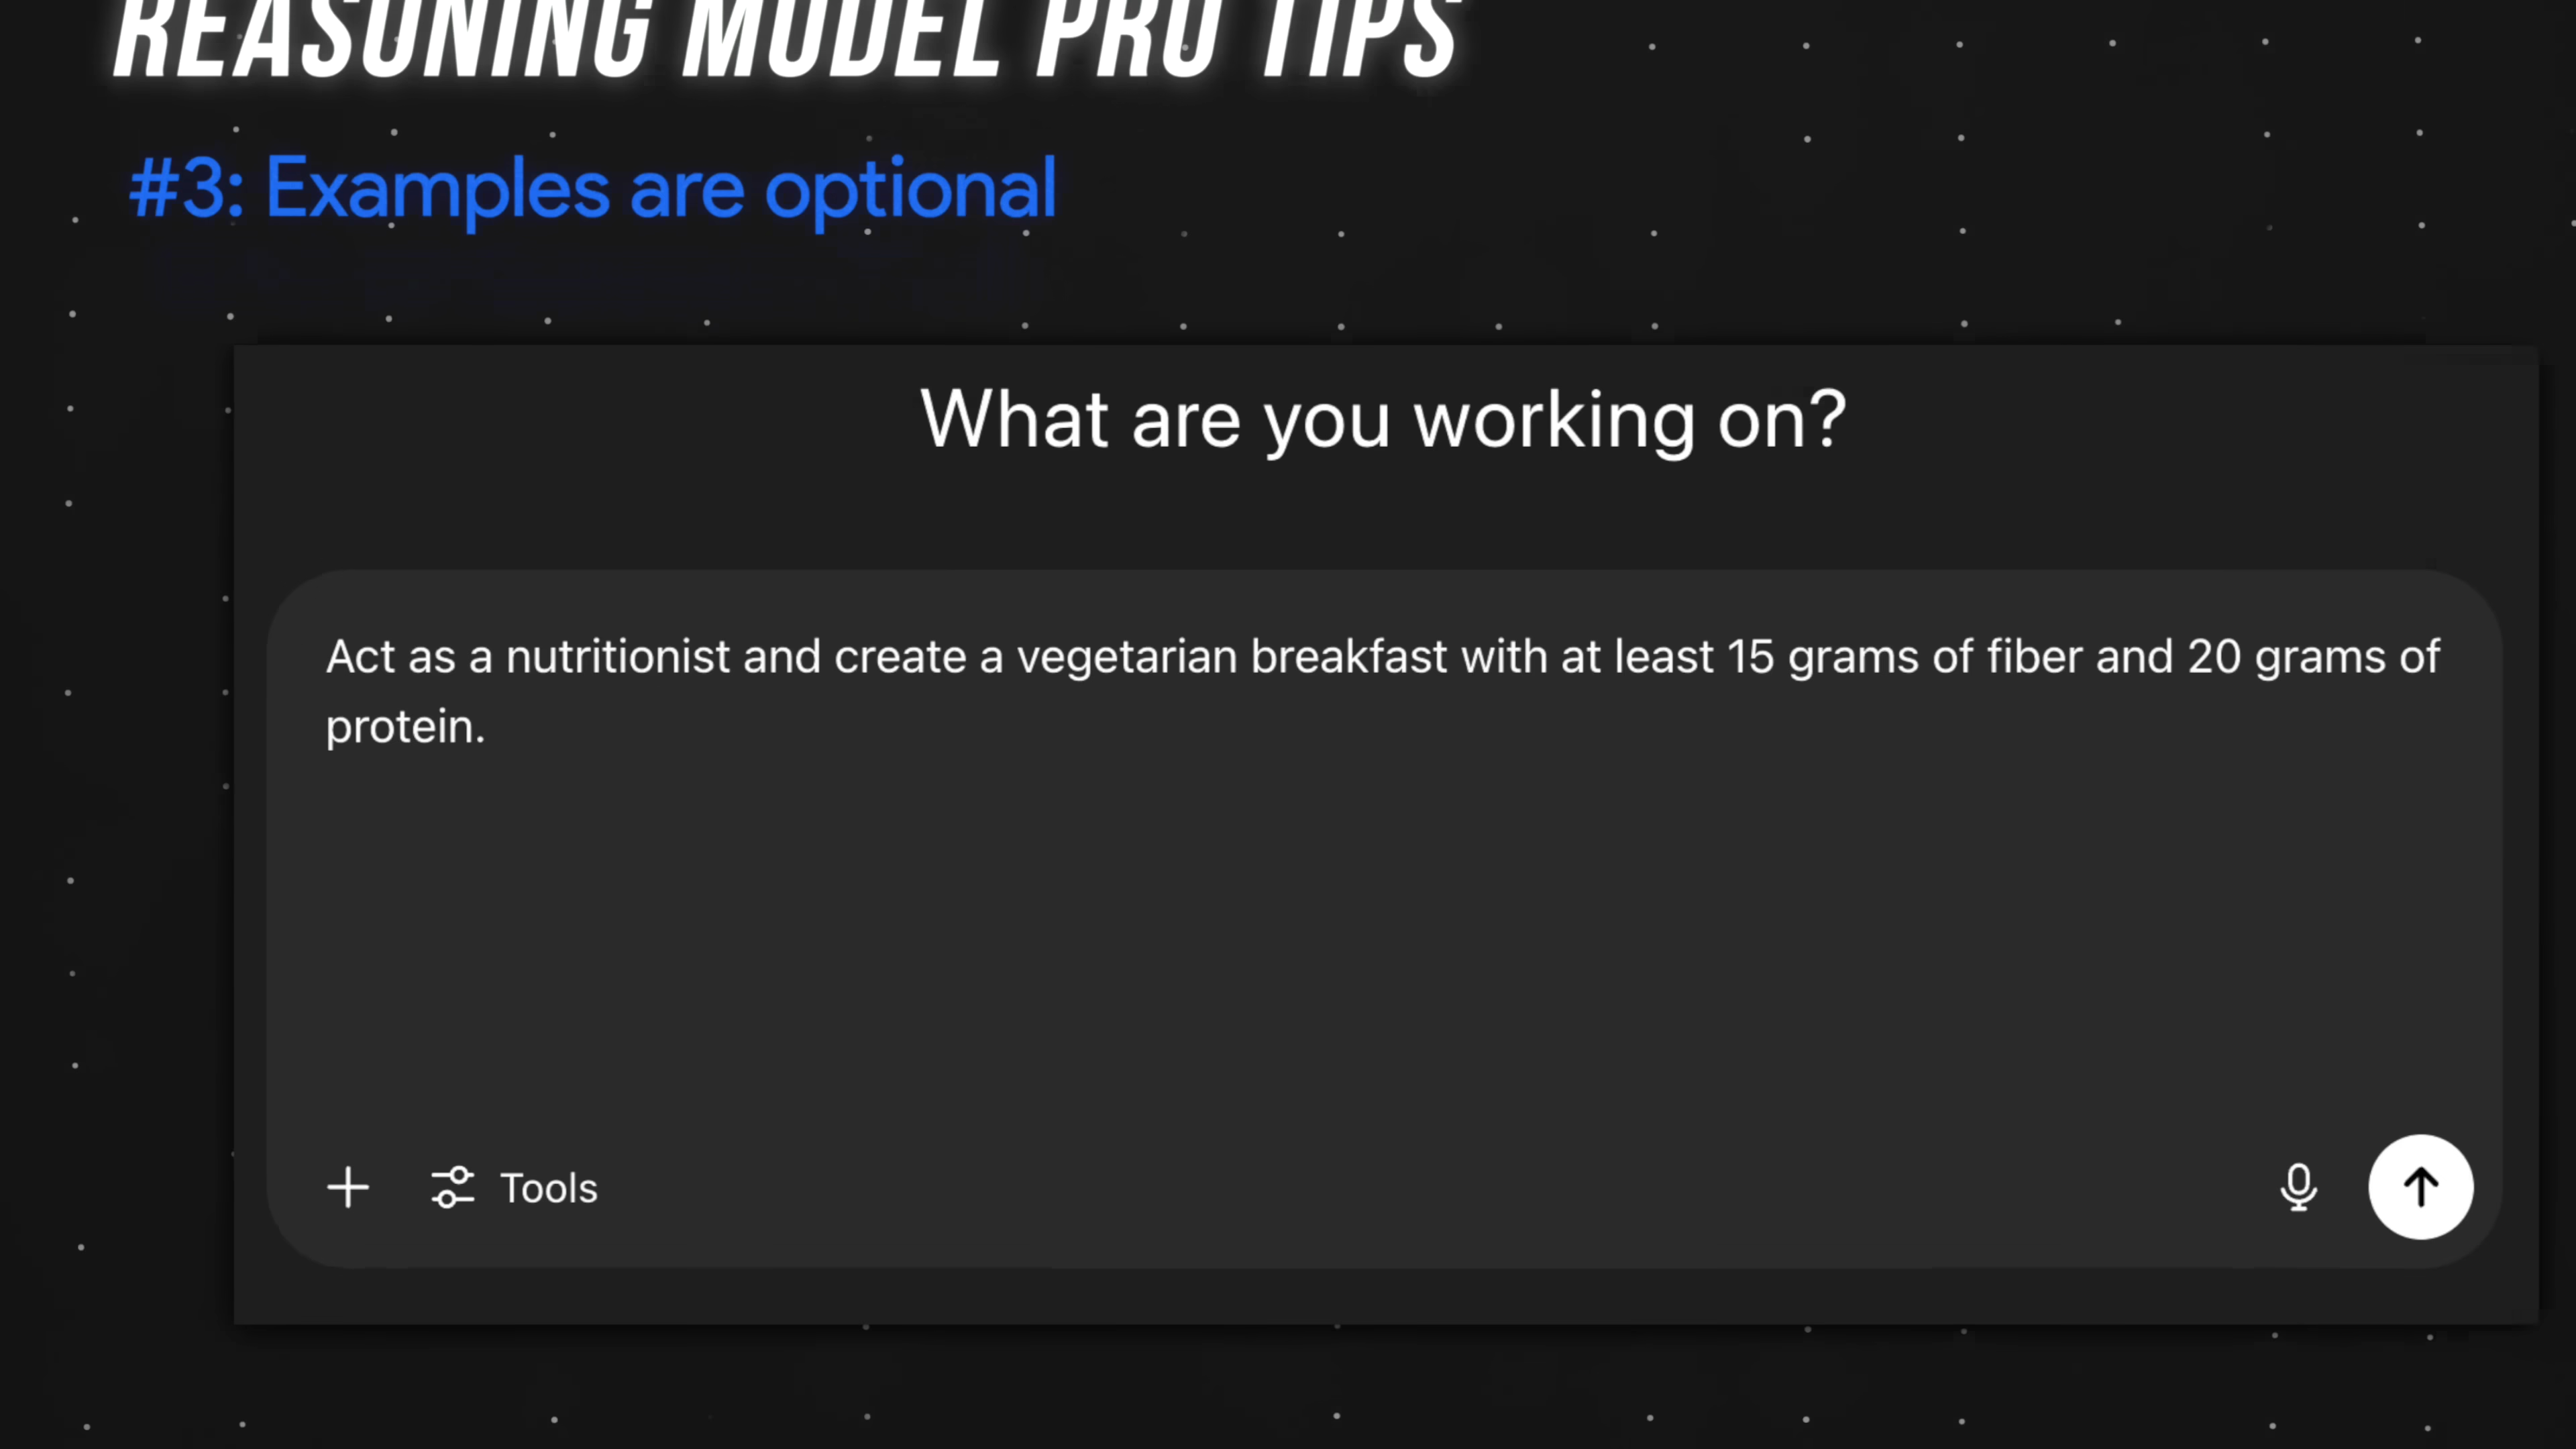 REASONING MODEL PRO TIPS
#3: Examples are optional
What are you working on?
Act as a nutritionist and create a vegetarian breakfast with at least 15 grams of fiber and 20 grams of
protein.
Tools